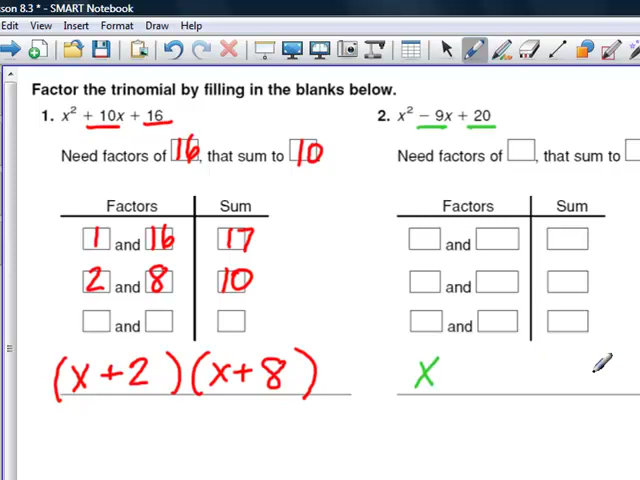 sson 8.3 * - SMART Notebook
Edit View Insert Format Tools Draw Help
Factor the trinomial by filling in the blanks below.
1. x² + 10x + 16
Need factors of 16, that sum to 10
Factors Sum
1 and 16 17
2 and 8 10
and
(x + 2)(x + 8)
2. x² − 9x + 20
Need factors of , that sum to
Factors Sum
and
and
and
x